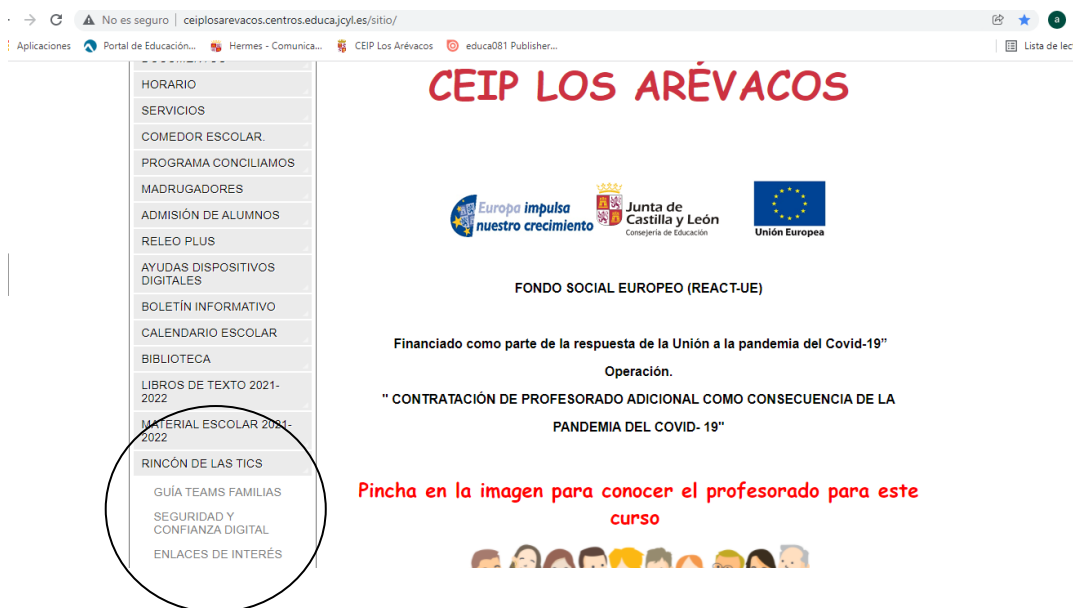 No es seguro | ceiplosarevacos.centros.educa.jcyl.es/sitio/
a
Aplicaciones Portal de Educación... Hermes - Comunica... CEIP Los Arévacos educa081 Publisher... Lista de lec
DOCUMENTOS
HORARIO
SERVICIOS
COMEDOR ESCOLAR.
PROGRAMA CONCILIAMOS
MADRUGADORES
ADMISIÓN DE ALUMNOS
RELEO PLUS
AYUDAS DISPOSITIVOS
DIGITALES
BOLETÍN INFORMATIVO
CALENDARIO ESCOLAR
BIBLIOTECA
LIBROS DE TEXTO 2021-
2022
MATERIAL ESCOLAR 2021-
2022
RINCÓN DE LAS TICS
GUÍA TEAMS FAMILIAS
SEGURIDAD Y
CONFIANZA DIGITAL
ENLACES DE INTERÉS
CEIP LOS ARÉVACOS
Europa impulsa
nuestro crecimiento
Junta de
Castilla y León
Consejería de Educación
Unión Europea
FONDO SOCIAL EUROPEO (REACT-UE)
Financiado como parte de la respuesta de la Unión a la pandemia del Covid-19”
Operación.
" CONTRATACIÓN DE PROFESORADO ADICIONAL COMO CONSECUENCIA DE LA
PANDEMIA DEL COVID- 19"
Pincha en la imagen para conocer el profesorado para este
curso